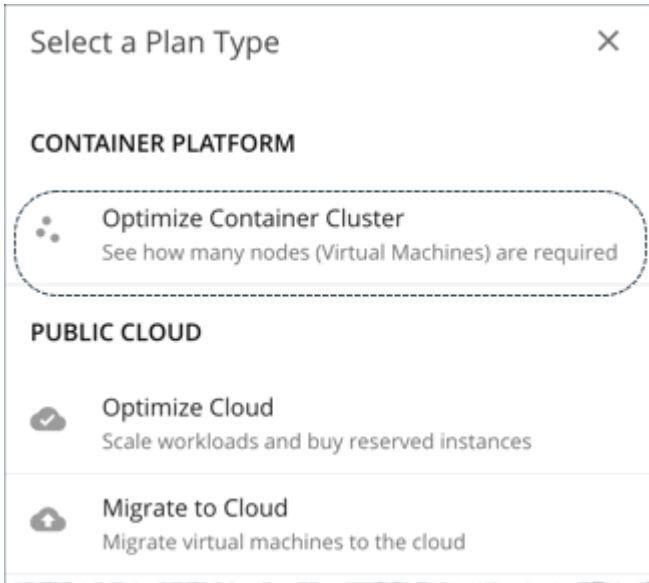 Select a Plan Type
CONTAINER PLATFORM
Optimize Container Cluster
See how many nodes (Virtual Machines) are required
PUBLIC CLOUD
Optimize Cloud
Scale workloads and buy reserved instances
Migrate to Cloud
Migrate virtual machines to the cloud